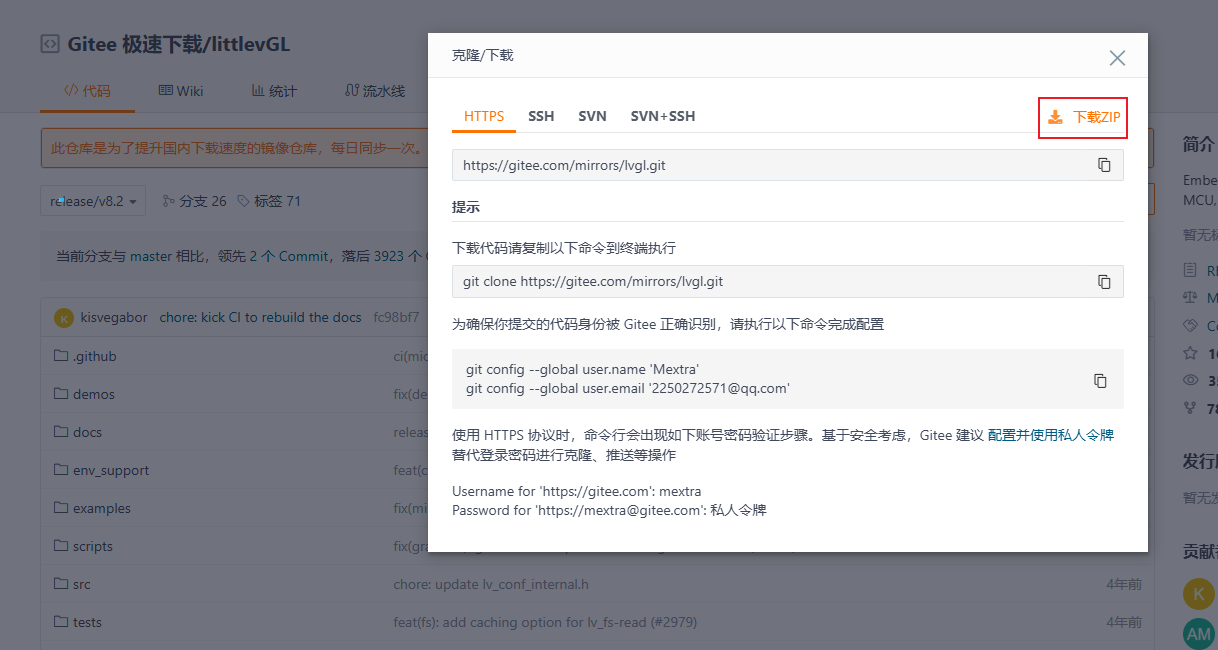 Gitee 极速下载/littlevGL
代码
Wiki
统计
流水线
此仓库是为了提升国内下载速度的镜像仓库，每日同步一次。
release/v8.2
分支 26
标签 71
当前分支与 master 相比，领先 2 个 Commit，落后 3923 个
kisvegabor chore: kick CI to rebuild the docs fc98bf7
.github
demos fix(de
docs
env_support
examples
scripts
src chore: update lv_conf_internal.h 4年前
tests feat(fs): add caching option for lv_fs-read (#2979) 4年前
克隆/下载
HTTPS SSH SVN SVN+SSH
下载ZIP
https://gitee.com/mirrors/lvgl.git
提示
下载代码请复制以下命令到终端执行
git clone https://gitee.com/mirrors/lvgl.git
为确保你提交的代码身份被 Gitee 正确识别，请执行以下命令完成配置
git config --global user.name 'Mextra'
git config --global user.email '2250272571@qq.com'
使用 HTTPS 协议时，命令行会出现如下账号密码验证步骤。基于安全考虑，Gitee 建议 配置并使用私人令牌
替代登录密码进行克隆、推送等操作
Username for 'https://gitee.com': mextra
Password for 'https://mextra@gitee.com': 私人令牌
简介
Embe
MCU,
暂无
发行
暂无
贡献
K
AM